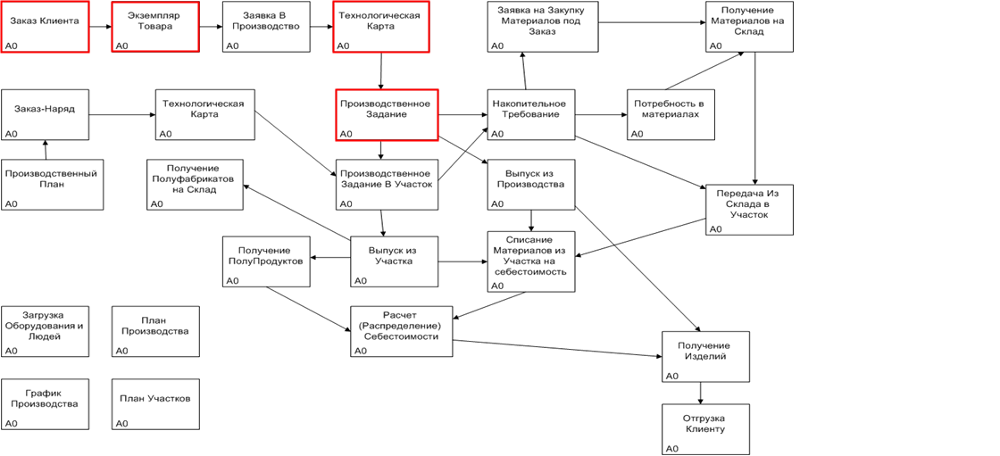 Заказ Клиента
A0
Экземпляр
Товара
A0
Заявка В
Производство
A0
Технологическая
Карта
A0
Заявка на Закупку
Материалов под
Заказ
A0
Получение
Материалов на
Склад
A0
Заказ-Наряд
A0
Технологическая
Карта
A0
Производственное
Задание
A0
Накопительное
Требование
A0
Потребность в
материалах
A0
Производственный
План
A0
Получение
Полуфабрикатов
на Склад
A0
Производственное
Задание В Участок
A0
Выпуск из
Производства
A0
Передача Из
Склада в
Участок
A0
Получение
ПолуПродуктов
A0
Выпуск из
Участка
A0
Списание
Материалов из
Участка на
себестоимость
A0
Загрузка
Оборудования и
Людей
A0
План
Производства
A0
Расчет
(Распределение)
Себестоимости
A0
Получение
Изделий
A0
График
Производства
A0
План Участков
A0
Отгрузка
Клиенту
A0